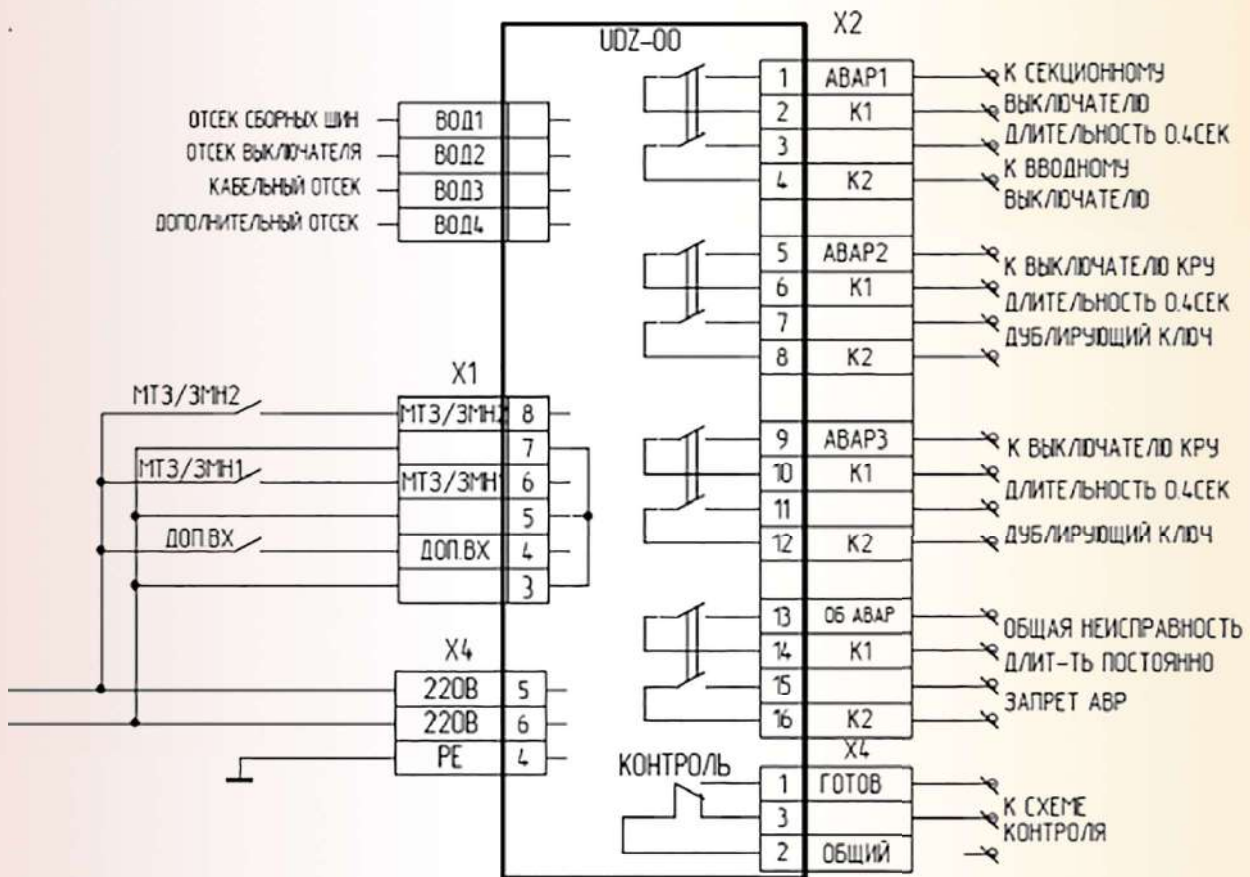 UDZ-00
X2
ОТСЕК СБОРНЫХ ШИН ВОД1
ОТСЕК ВЫКЛЮЧАТЕЛЯ ВОД2
КАБЕЛЬНЫЙ ОТСЕК ВОД3
ДОПОЛНИТЕЛЬНЫЙ ОТСЕК ВОД4
X1
МТЗ/ЗМН2 МТЗ/ЗМН2 8
7
МТЗ/ЗМН1 МТЗ/ЗМН1 6
5
ДОП.ВХ ДОП.ВХ 4
3
X4
220В 5
220В 6
PE 4
1 АВАР1
2 К1
3
4 К2
К СЕКЦИОННОМУ
ВЫКЛЮЧАТЕЛЮ
ДЛИТЕЛЬНОСТЬ 0.4СЕК
К ВВОДНОМУ
ВЫКЛЮЧАТЕЛЮ
5 АВАР2
6 К1
7
8 К2
К ВЫКЛЮЧАТЕЛЮ КРУ
ДЛИТЕЛЬНОСТЬ 0.4СЕК
ДУБЛИРУЮЩИЙ КЛЮЧ
9 АВАР3
10 К1
11
12 К2
К ВЫКЛЮЧАТЕЛЮ КРУ
ДЛИТЕЛЬНОСТЬ 0.4СЕК
ДУБЛИРУЮЩИЙ КЛЮЧ
13 ОБ АВАР
14 К1
15
16 К2
ОБЩАЯ НЕИСПРАВНОСТЬ
ДЛИТ-ТЬ ПОСТОЯННО
ЗАПРЕТ АВР
X4
КОНТРОЛЬ
1 ГОТОВ
3
2 ОБЩИЙ
К СХЕМЕ
КОНТРОЛЯ